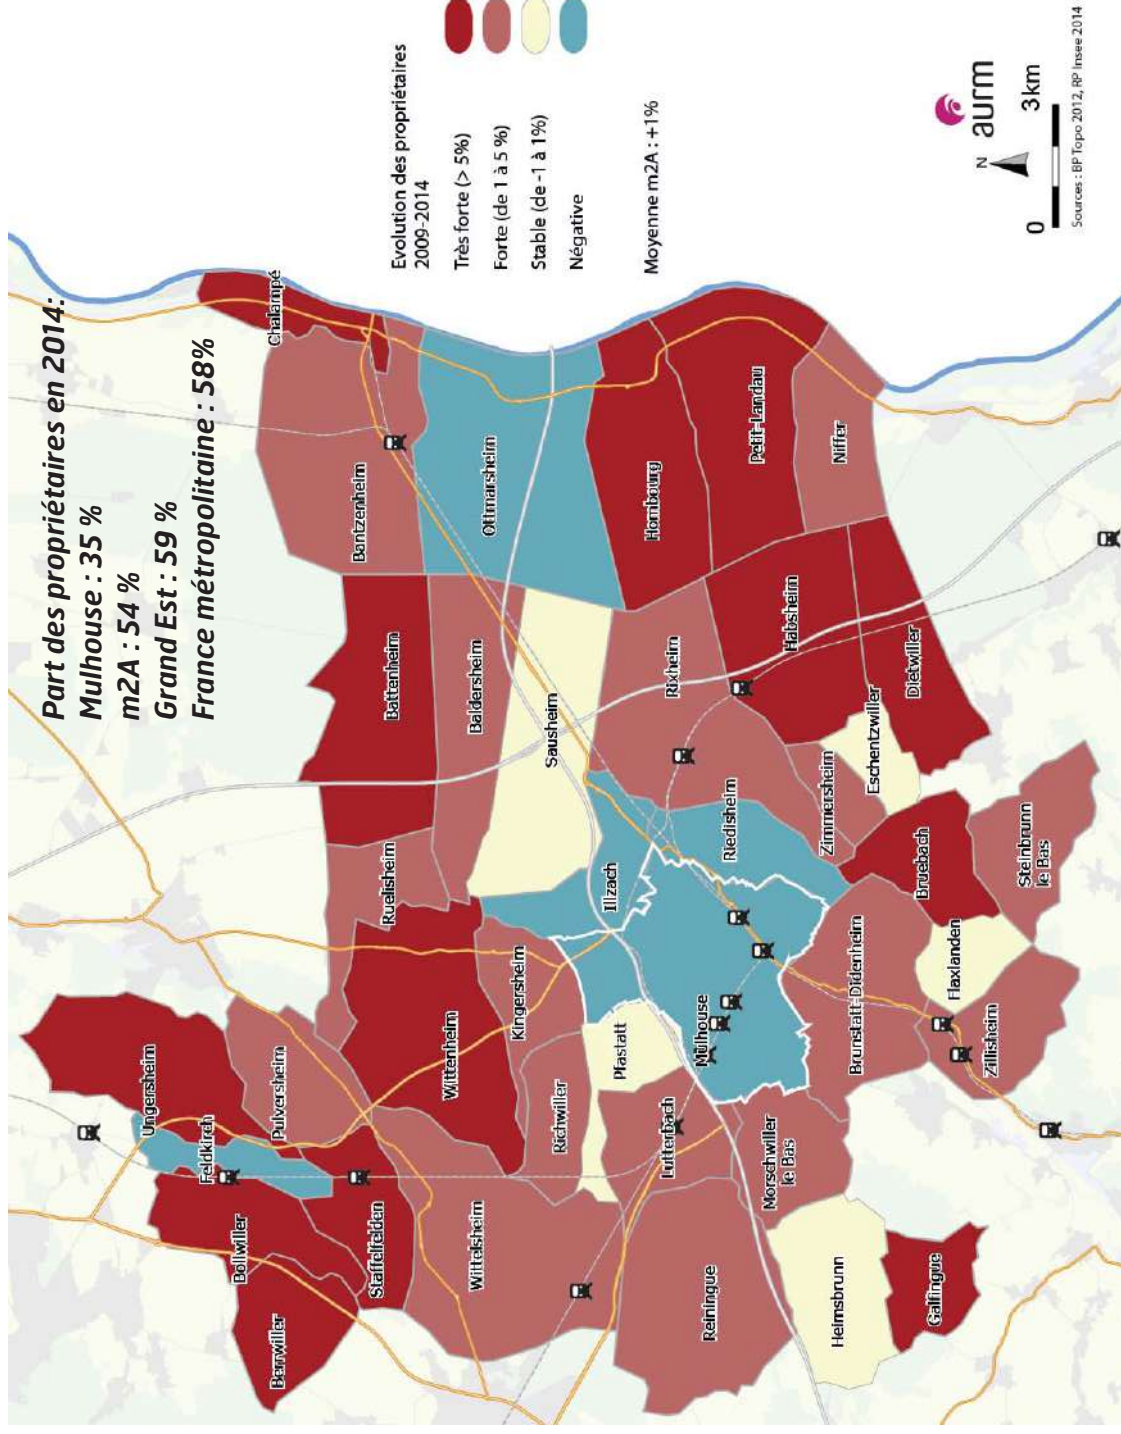 Part des propriétaires en 2014:
Mulhouse : 35 %
m2A : 54 %
Grand Est : 59 %
France métropolitaine : 58%
Evolution des propriétaires
2009-2014
Très forte (> 5%)
Forte (de 1 à 5 %)
Stable (de -1 à 1%)
Négative
Moyenne m2A : +1%
Ungersheim
Feldkirch
Bollwiller
Berrwiller
Pulversheim
Staffelfelden
Wittelsheim
Wittenheim
Ruelisheim
Battenheim
Bantzenheim
Chalampé
Baldersheim
Ottmarsheim
Sausheim
Kingersheim
Richwiller
Pfastatt
Illzach
Lutterbach
Mulhouse
Reiningue
Morschwiller
le Bas
Riedisheim
Rixheim
Hombourg
Petit-Landau
Niffer
Habsheim
Zimmersheim
Eschentzwiller
Dietwiller
Bruebach
Brunstatt-Didenheim
Flaxlanden
Zillisheim
Steinbrunn
le Bas
Heimsbrunn
Galfingue
N
aurm
0 3km
Sources : BP Topo 2012, RP Insee 2014